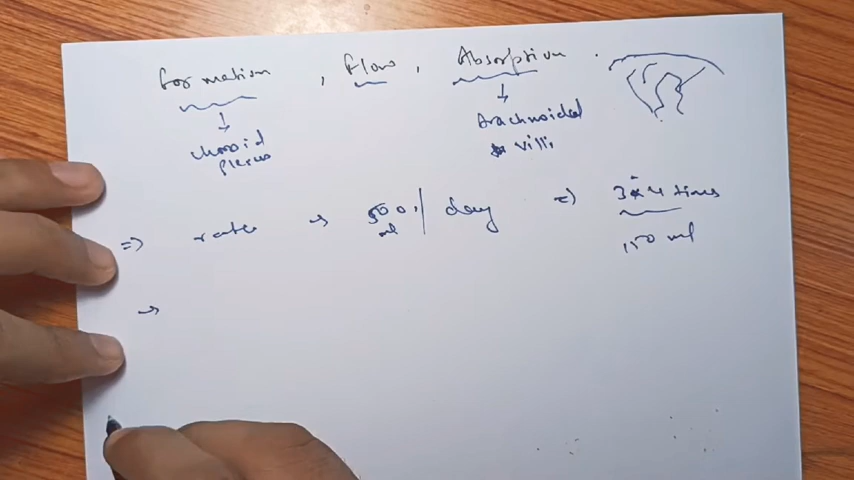 Formation , Flow , Absorption .
↓ ↓
choroid plexus
Arachnoidal villi
=> rate → 500 ml / day => 3-4 times
150 ml
→